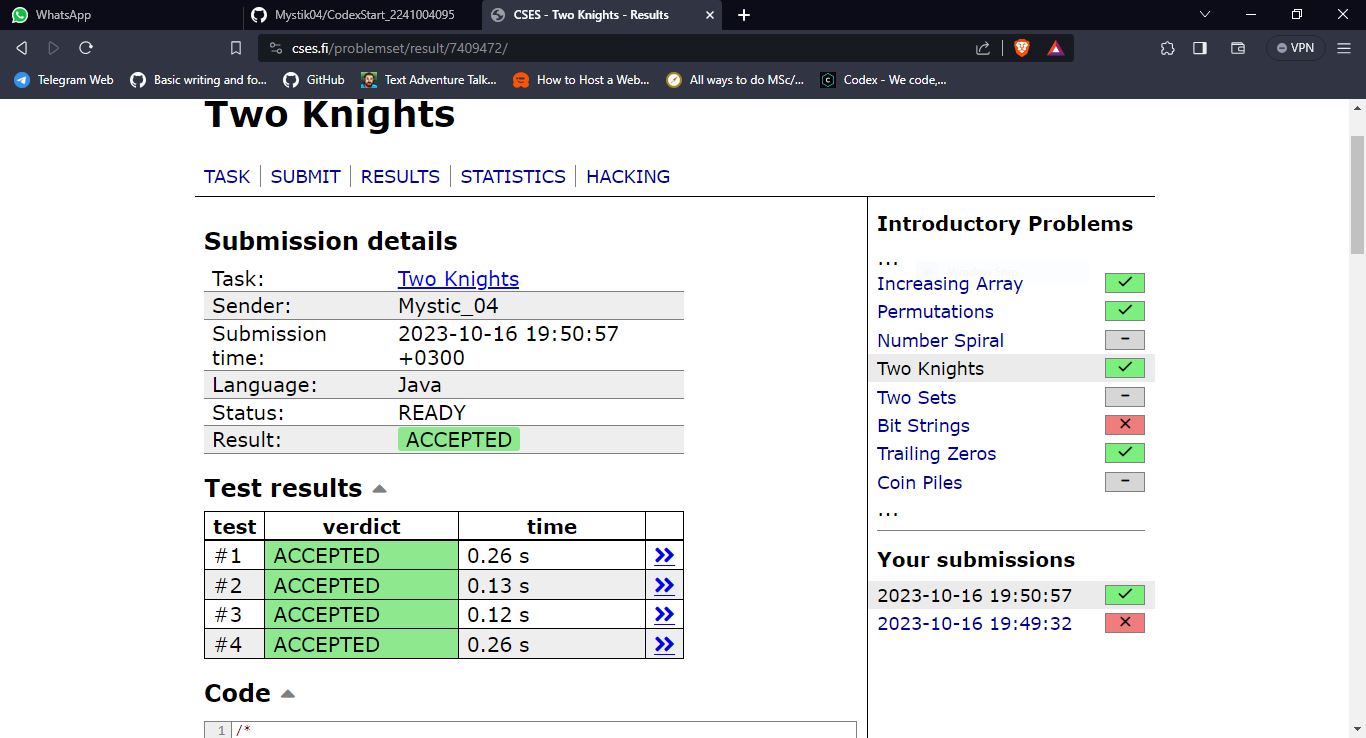 WhatsApp
Mystik04/CodexStart_2241004095
CSES - Two Knights - Results
cses.fi/problemset/result/7409472/
VPN
Telegram Web
Basic writing and fo...
GitHub
Text Adventure Talk...
How to Host a Web...
All ways to do MSc/...
Codex - We code,...
Two Knights
TASK | SUBMIT | RESULTS | STATISTICS | HACKING
Submission details
Task: Two Knights
Sender: Mystic_04
Submission time: 2023-10-16 19:50:57 +0300
Language: Java
Status: READY
Result: ACCEPTED
Test results
test verdict time
#1 ACCEPTED 0.26 s >>
#2 ACCEPTED 0.13 s >>
#3 ACCEPTED 0.12 s >>
#4 ACCEPTED 0.26 s >>
Code
1 /*
Introductory Problems
...
Increasing Array
Permutations
Number Spiral –
Two Knights
Two Sets –
Bit Strings
Trailing Zeros
Coin Piles –
...
Your submissions
2023-10-16 19:50:57
2023-10-16 19:49:32